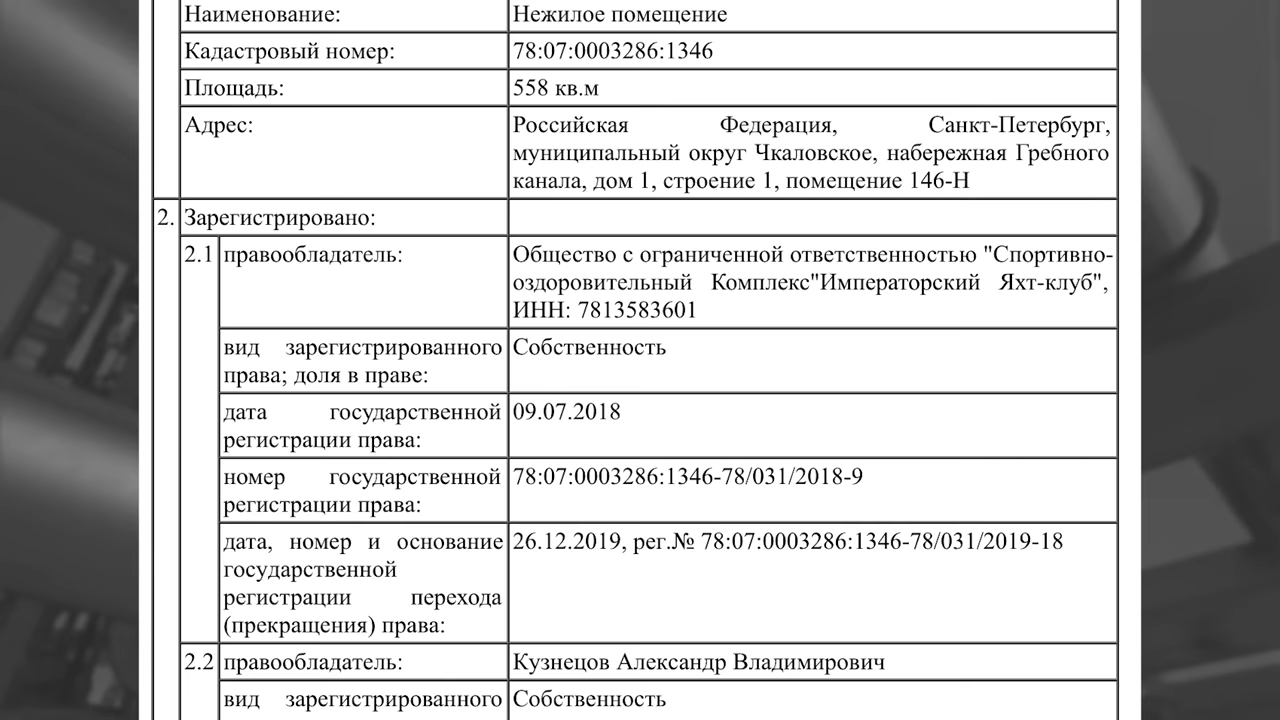 Наименование: Нежилое помещение
Кадастровый номер: 78:07:0003286:1346
Площадь: 558 кв.м
Адрес: Российская Федерация, Санкт-Петербург,
муниципальный округ Чкаловское, набережная Гребного
канала, дом 1, строение 1, помещение 146-Н
2. Зарегистрировано:
2.1 правообладатель: Общество с ограниченной ответственностью "Спортивно-
оздоровительный Комплекс"Императорский Яхт-клуб",
ИНН: 7813583601
вид зарегистрированного Собственность
права; доля в праве:
дата государственной 09.07.2018
регистрации права:
номер государственной 78:07:0003286:1346-78/031/2018-9
регистрации права:
дата, номер и основание 26.12.2019, рег.№ 78:07:0003286:1346-78/031/2019-18
государственной
регистрации перехода
(прекращения) права:
2.2 правообладатель: Кузнецов Александр Владимирович
вид зарегистрированного Собственность